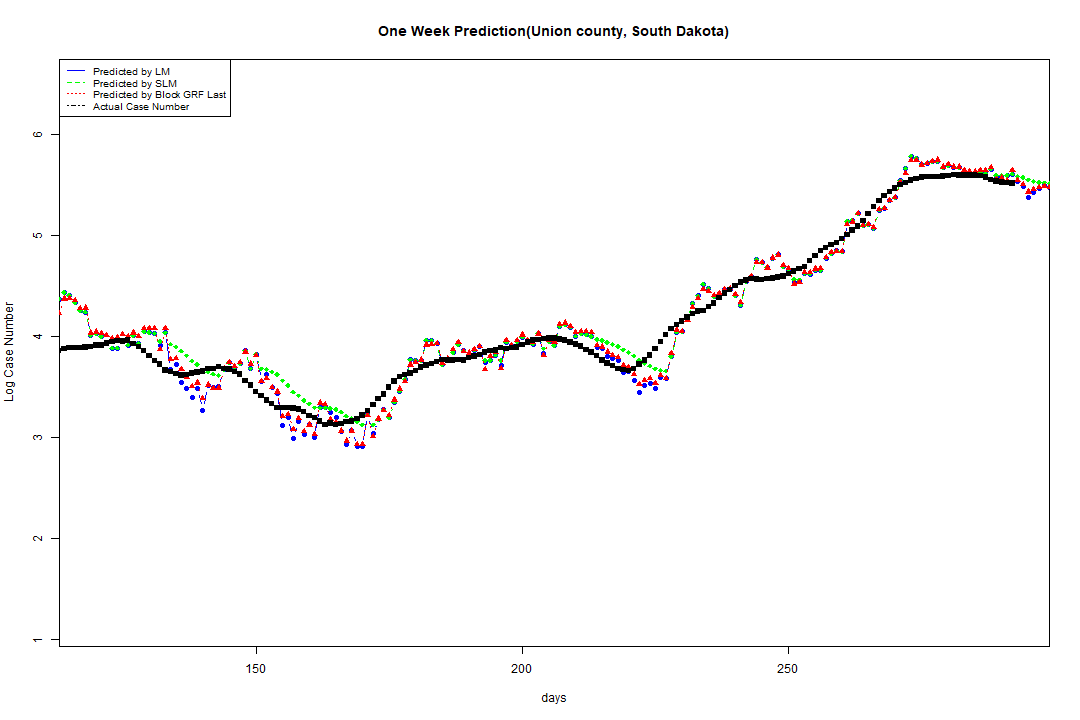 One Week Prediction(Union county, South Dakota)
Predicted by LM
Predicted by SLM
Predicted by Block GRF Last
Actual Case Number
Log Case Number
6
5
4
3
2
1
150
200
250
days